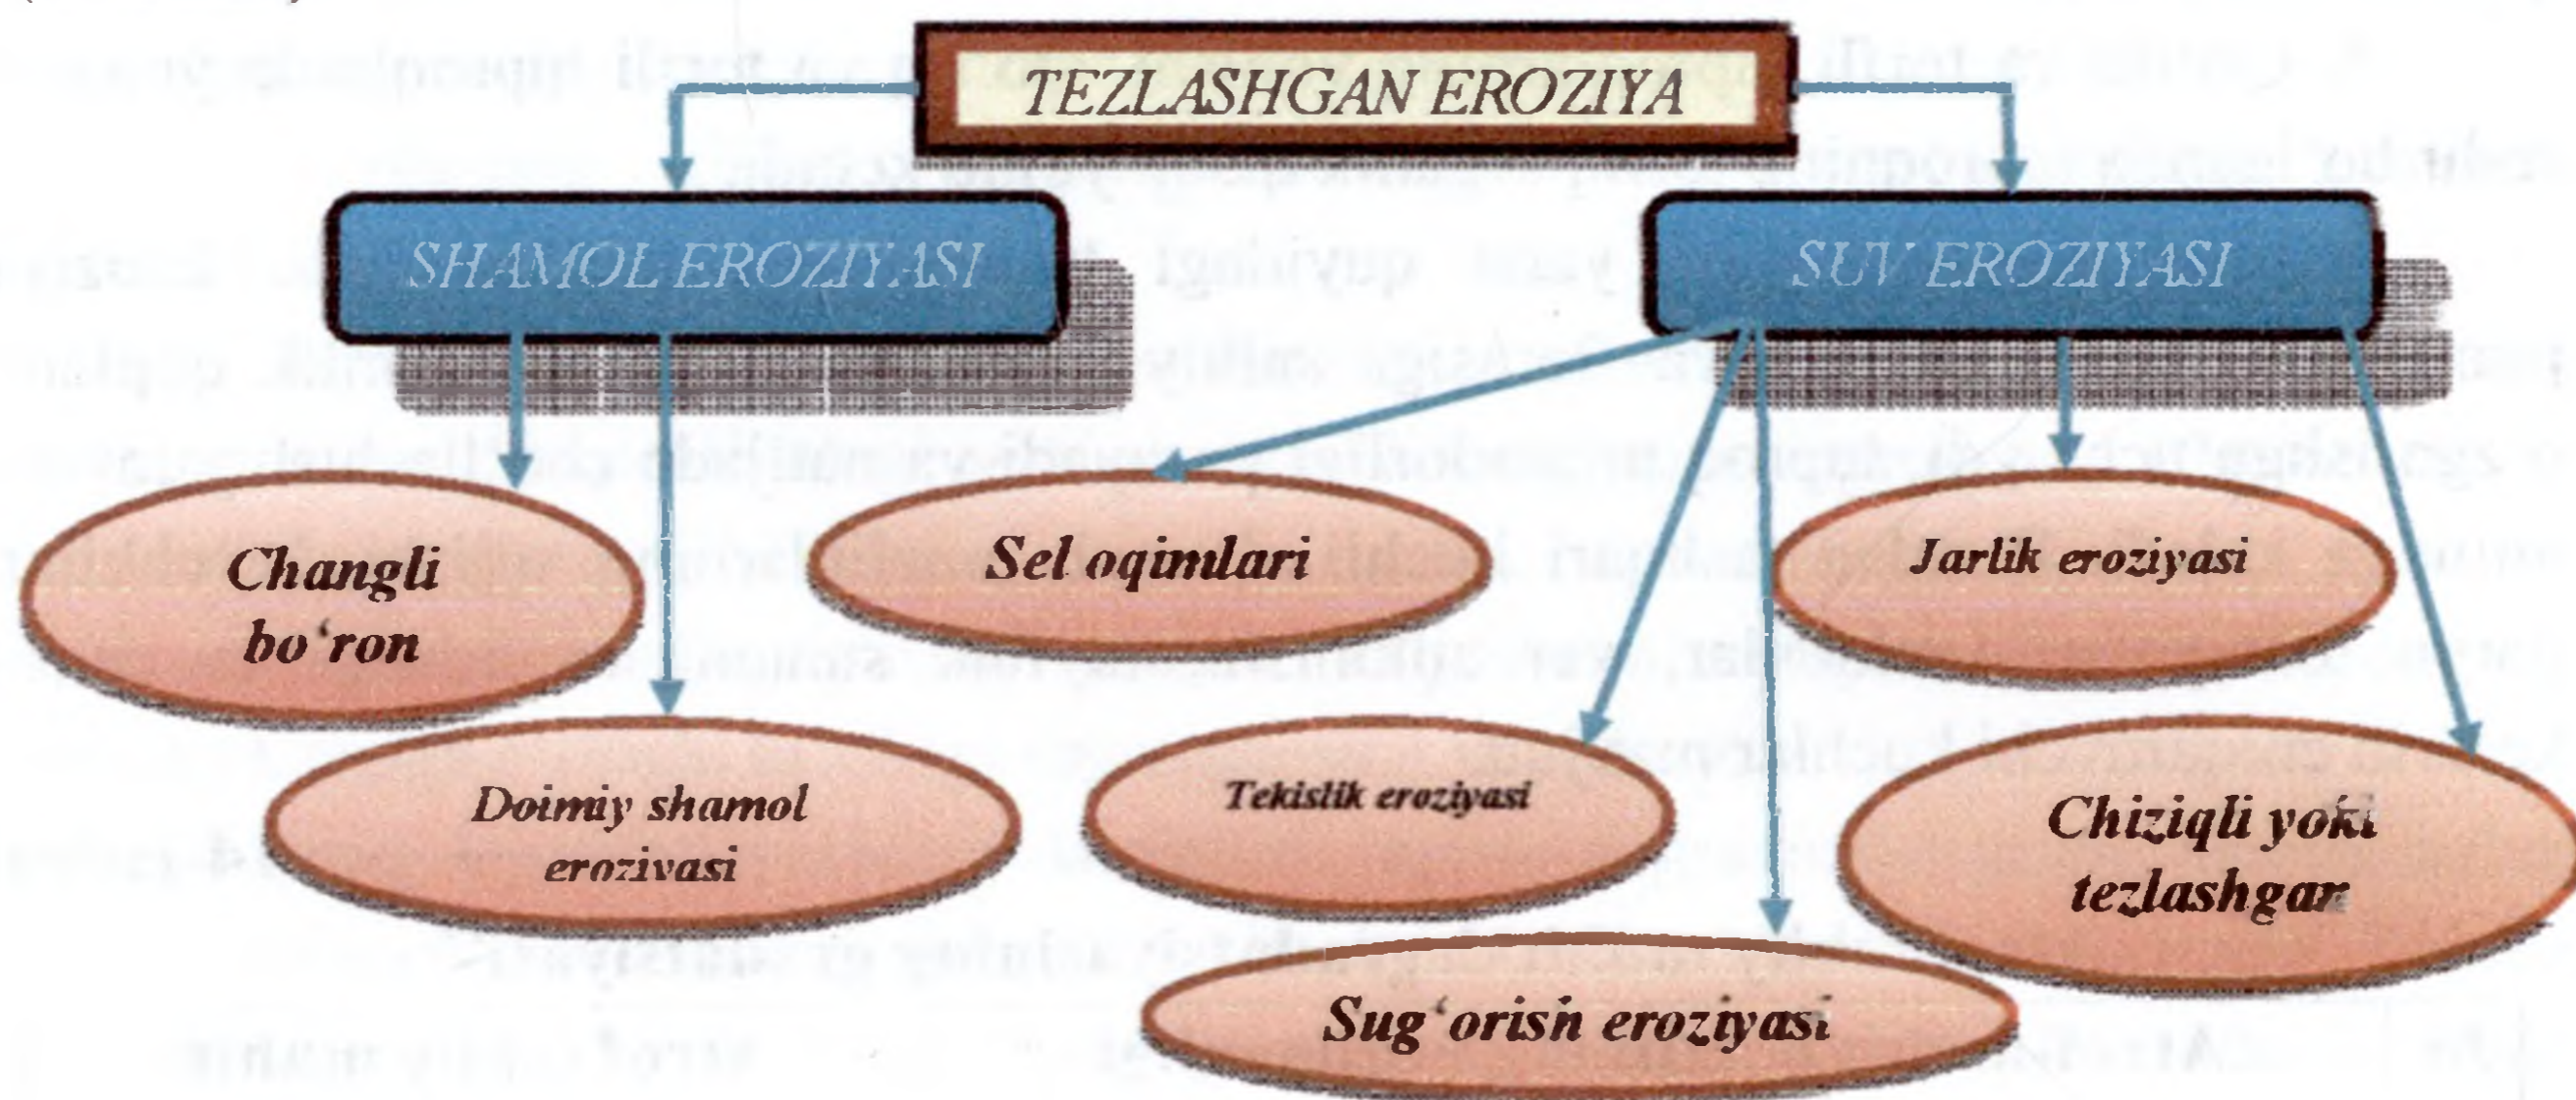 TEZLASHGAN EROZIYA
SHAMOL EROZIYASI
SUV EROZIYASI
Changli
bo‘ron
Sel oqimlari
Jarlik eroziyasi
Doimiy shamol
eroziyasi
Tekislik eroziyasi
Chiziqli yoki
tezlashgan
Sug‘orish eroziyasi